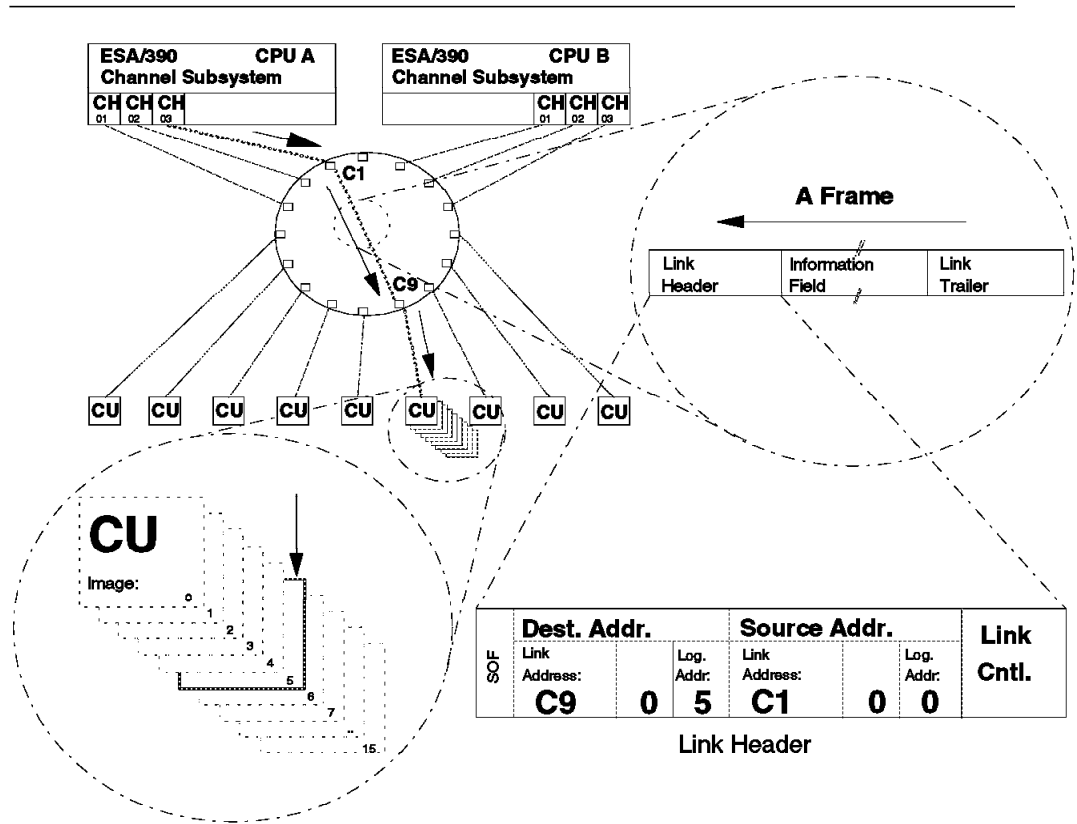 ESA/390 CPU A
Channel Subsystem
CH CH CH
01 02 03
ESA/390 CPU B
Channel Subsystem
CH CH CH
01 02 03
C1
C9
A Frame
Link Header
Information Field
Link Trailer
CU CU CU CU CU CU CU CU CU
CU
Image:
0
1
2
3
4
5
6
7
..
15
SOF
Dest. Addr.
Source Addr.
Link Cntl.
Link Address:
Log. Addr:
Link Address:
Log. Addr:
C9 0 5 C1 0 0
Link Header